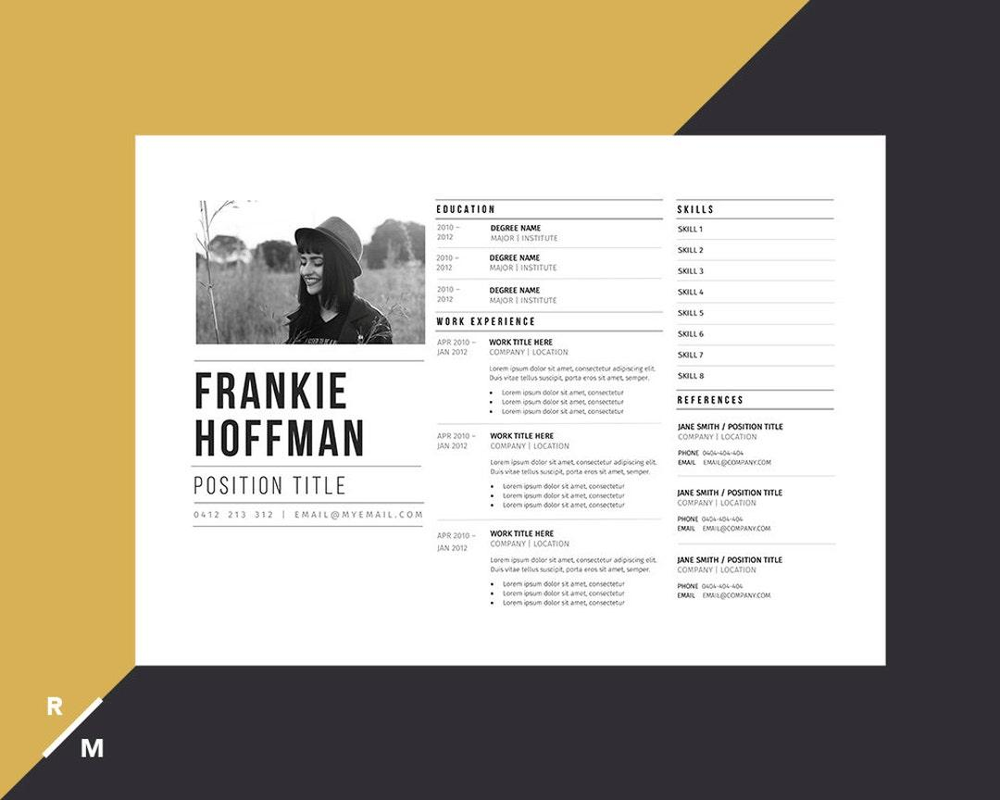 FRANKIE
HOFFMAN
POSITION TITLE
0412 213 312 | EMAIL@MYEMAIL.COM
EDUCATION
2010 – DEGREE NAME
2012 MAJOR | INSTITUTE
2010 – DEGREE NAME
2012 MAJOR | INSTITUTE
2010 – DEGREE NAME
2012 MAJOR | INSTITUTE
WORK EXPERIENCE
APR 2010 – WORK TITLE HERE
JAN 2012 COMPANY | LOCATION
Lorem ipsum dolor sit amet, consectetur adipiscing elit.
Duis vitae tellus suscipit, porta eros sit amet, semper.
• Lorem ipsum dolor sit amet, consectetur
• Lorem ipsum dolor sit amet, consectetur
• Lorem ipsum dolor sit amet, consectetur
APR 2010 – WORK TITLE HERE
JAN 2012 COMPANY | LOCATION
Lorem ipsum dolor sit amet, consectetur adipiscing elit.
Duis vitae tellus suscipit, porta eros sit amet, semper.
• Lorem ipsum dolor sit amet, consectetur
• Lorem ipsum dolor sit amet, consectetur
• Lorem ipsum dolor sit amet, consectetur
APR 2010 – WORK TITLE HERE
JAN 2012 COMPANY | LOCATION
Lorem ipsum dolor sit amet, consectetur adipiscing elit.
Duis vitae tellus suscipit, porta eros sit amet, semper.
• Lorem ipsum dolor sit amet, consectetur
• Lorem ipsum dolor sit amet, consectetur
• Lorem ipsum dolor sit amet, consectetur
SKILLS
SKILL 1
SKILL 2
SKILL 3
SKILL 4
SKILL 5
SKILL 6
SKILL 7
SKILL 8
REFERENCES
JANE SMITH / POSITION TITLE
COMPANY | LOCATION
PHONE 0404-404-404
EMAIL EMAIL@COMPANY.COM
JANE SMITH / POSITION TITLE
COMPANY | LOCATION
PHONE 0404-404-404
EMAIL EMAIL@COMPANY.COM
JANE SMITH / POSITION TITLE
COMPANY | LOCATION
PHONE 0404-404-404
EMAIL EMAIL@COMPANY.COM
R
M